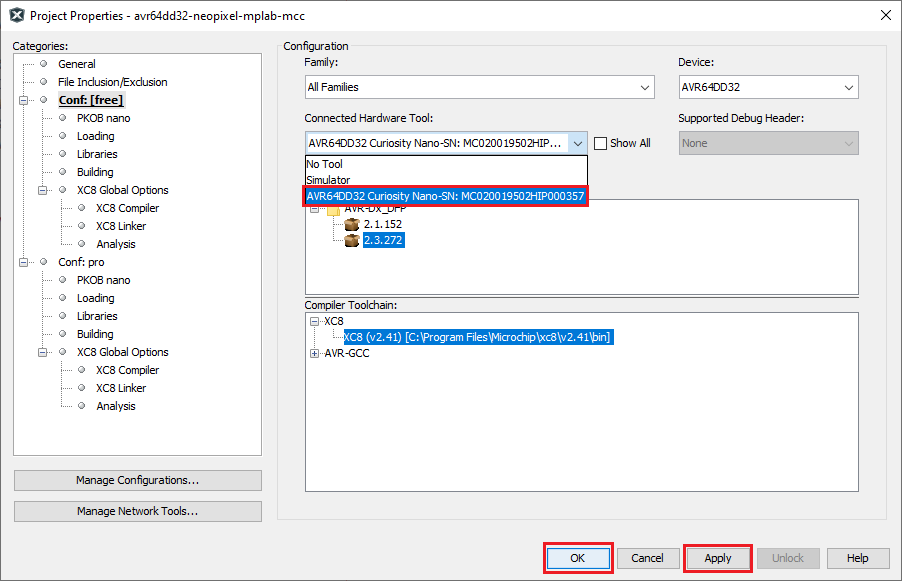 Project Properties - avr64dd32-neopixel-mplab-mcc
Categories:
General
File Inclusion/Exclusion
Conf: [free]
PKOB nano
Loading
Libraries
Building
XC8 Global Options
XC8 Compiler
XC8 Linker
Analysis
Conf: pro
PKOB nano
Loading
Libraries
Building
XC8 Global Options
XC8 Compiler
XC8 Linker
Analysis
Manage Configurations...
Manage Network Tools...
Configuration
Family:
All Families
Device:
AVR64DD32
Connected Hardware Tool:
AVR64DD32 Curiosity Nano-SN: MC020019502HIP...
Show All
Supported Debug Header:
None
No Tool
Simulator
AVR64DD32 Curiosity Nano-SN: MC020019502HIP000357
AVR-Dx_DFP
2.1.152
2.3.272
Compiler Toolchain:
XC8
XC8 (v2.41) [C:\Program Files\Microchip\xc8\v2.41\bin]
AVR-GCC
OK
Cancel
Apply
Unlock
Help